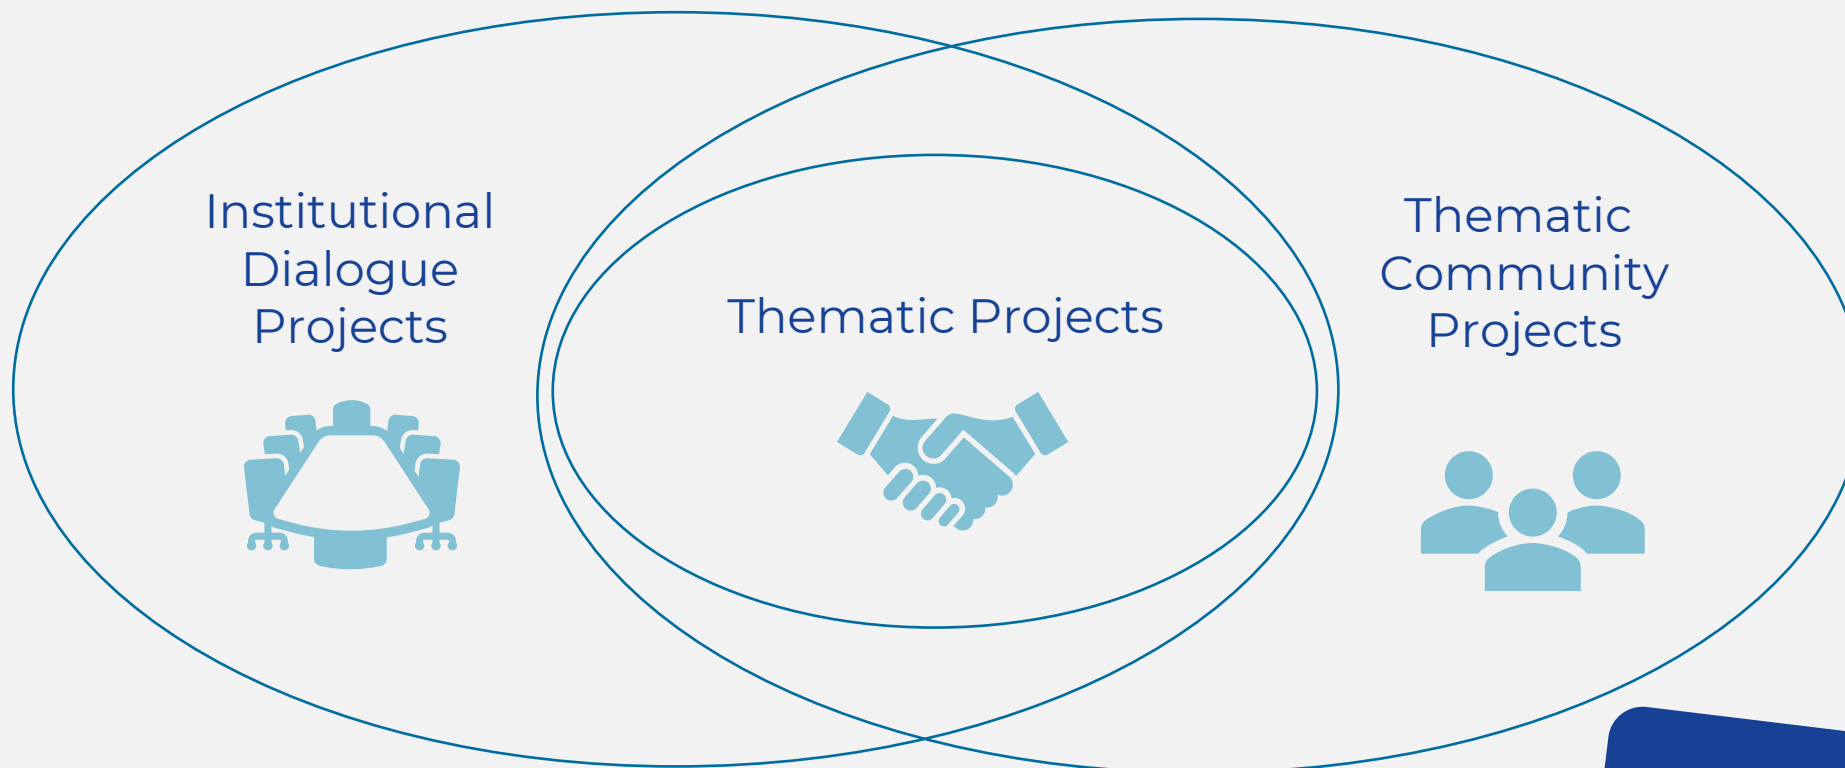 Institutional
Dialogue
Projects
Thematic Projects
Thematic
Community
Projects